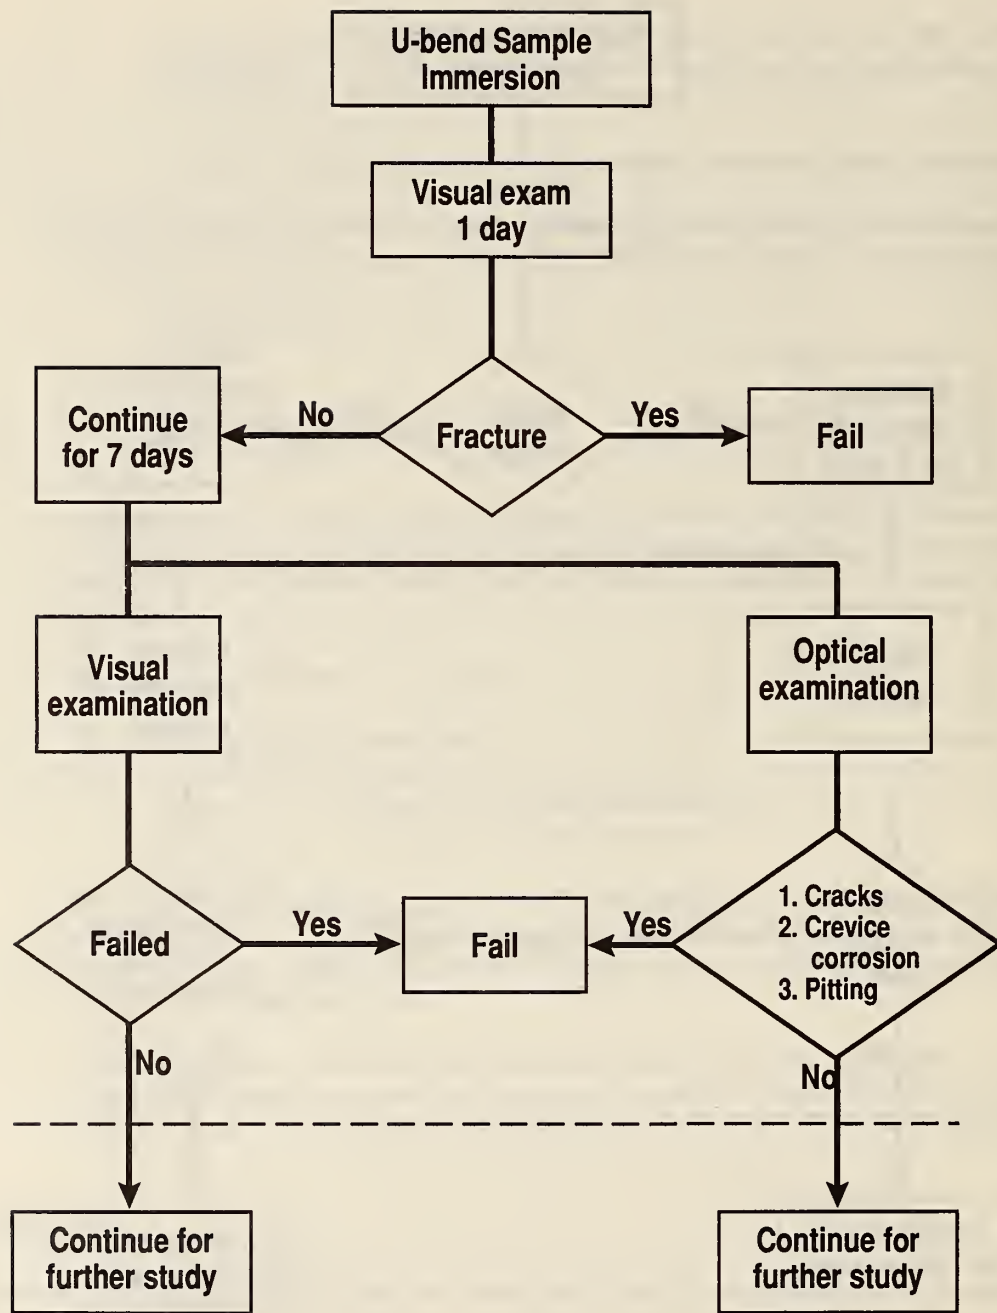 U-bend Sample
Immersion
Visual exam
1 day
No
Yes
Continue
for 7 days
Fracture
Fail
Visual
examination
Optical
examination
Failed
Yes
Fail
Yes
1. Cracks
2. Crevice
corrosion
3. Pitting
No
No
Continue for
further study
Continue for
further study